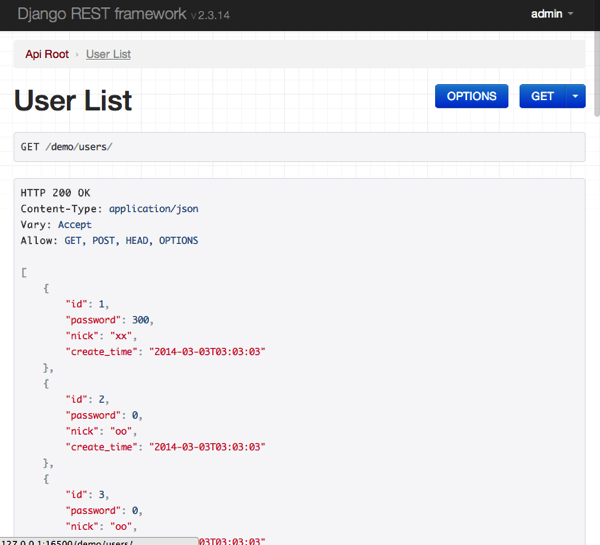 Django REST framework v 2.3.14
admin
Api Root › User List
User List
OPTIONS
GET
GET /demo/users/
HTTP 200 OK
Content-Type: application/json
Vary: Accept
Allow: GET, POST, HEAD, OPTIONS
[
{
"id": 1,
"password": 300,
"nick": "xx",
"create_time": "2014-03-03T03:03:03"
},
{
"id": 2,
"password": 0,
"nick": "oo",
"create_time": "2014-03-03T03:03:03"
},
{
"id": 3,
"password": 0,
"nick": "oo",
127.0.0.1:16500/demo/users/
03T03:03:03"